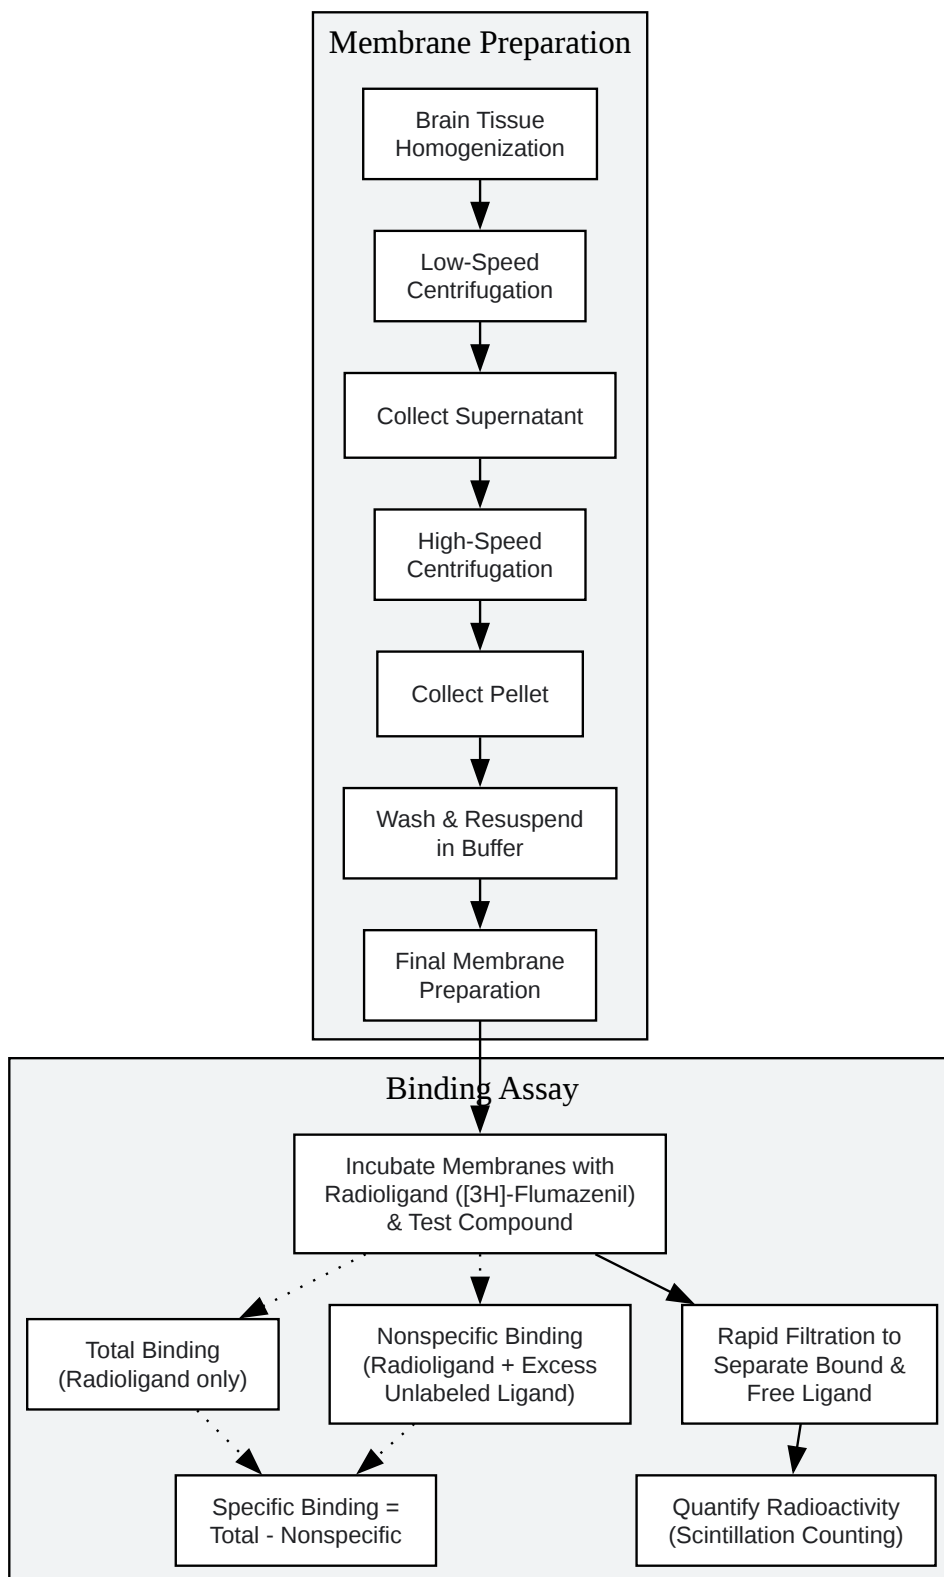 Membrane Preparation
Brain Tissue
Homogenization
Low-Speed
Centrifugation
Collect Supernatant
High-Speed
Centrifugation
Collect Pellet
Wash & Resuspend
in Buffer
Final Membrane
Preparation
Binding Assay
Incubate Membranes with
Radioligand ([3H]-Flumazenil)
& Test Compound
Total Binding
(Radioligand only)
Nonspecific Binding
(Radioligand + Excess
Unlabeled Ligand)
Rapid Filtration to
Separate Bound &
Free Ligand
Specific Binding =
Total - Nonspecific
Quantify Radioactivity
(Scintillation Counting)